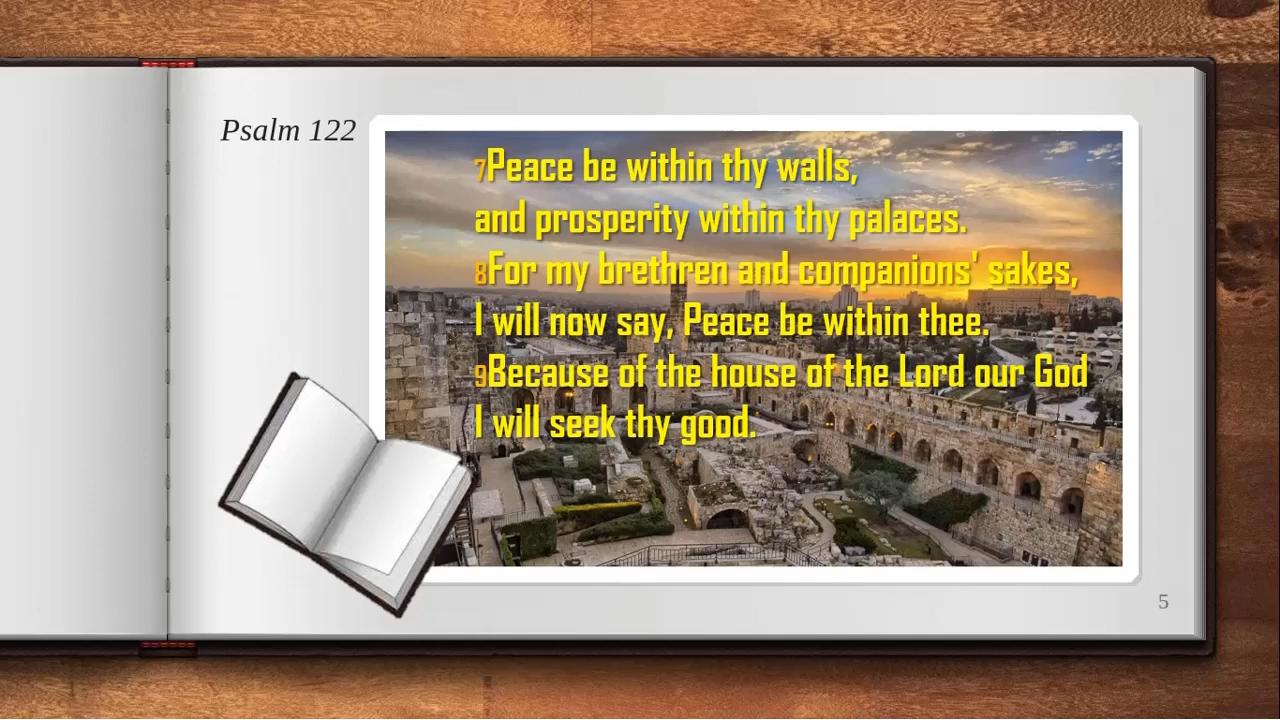 Psalm 122
7Peace be within thy walls,
and prosperity within thy palaces.
8For my brethren and companions' sakes,
I will now say, Peace be within thee.
9Because of the house of the Lord our God
I will seek thy good.
5